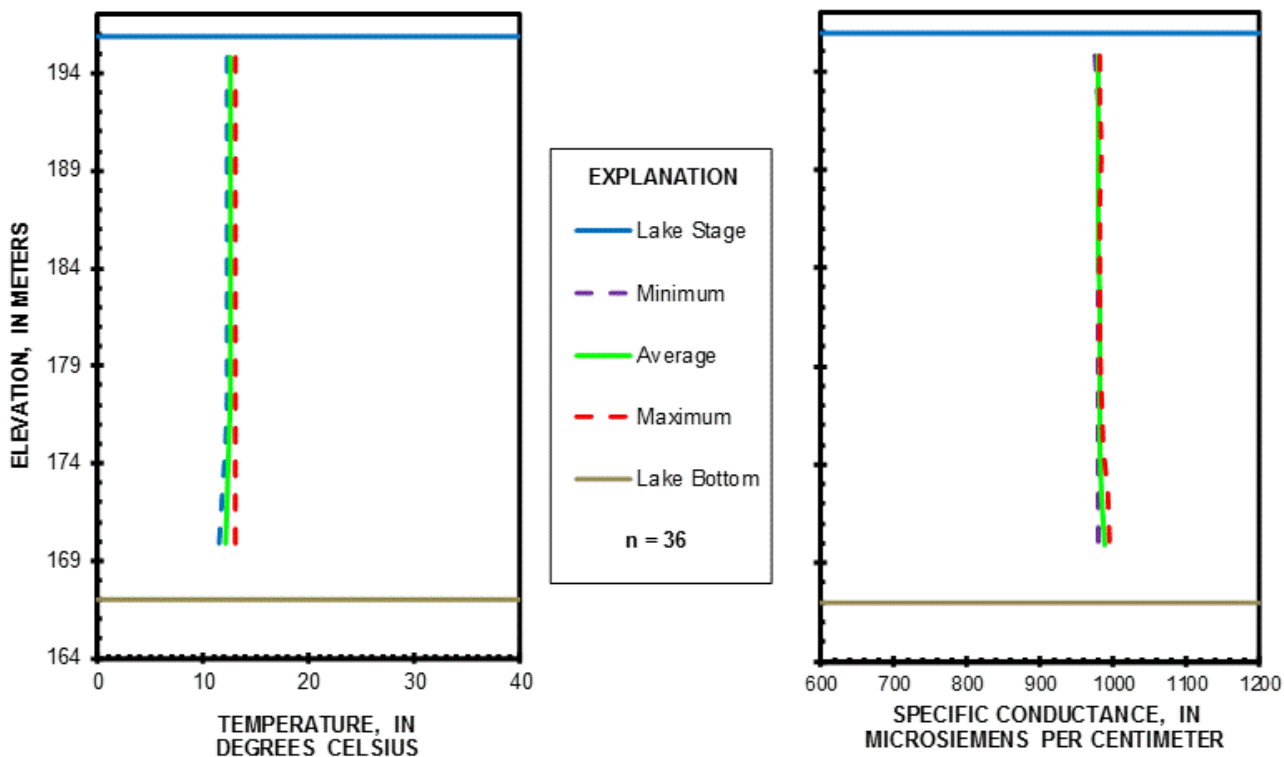 ELEVATION, IN METERS
194
189
184
179
174
169
164
0 10 20 30 40
TEMPERATURE, IN
DEGREES CELSIUS
EXPLANATION
Lake Stage
Minimum
Average
Maximum
Lake Bottom
n = 36
600 700 800 900 1000 1100 1200
SPECIFIC CONDUCTANCE, IN
MICROSIEMENS PER CENTIMETER